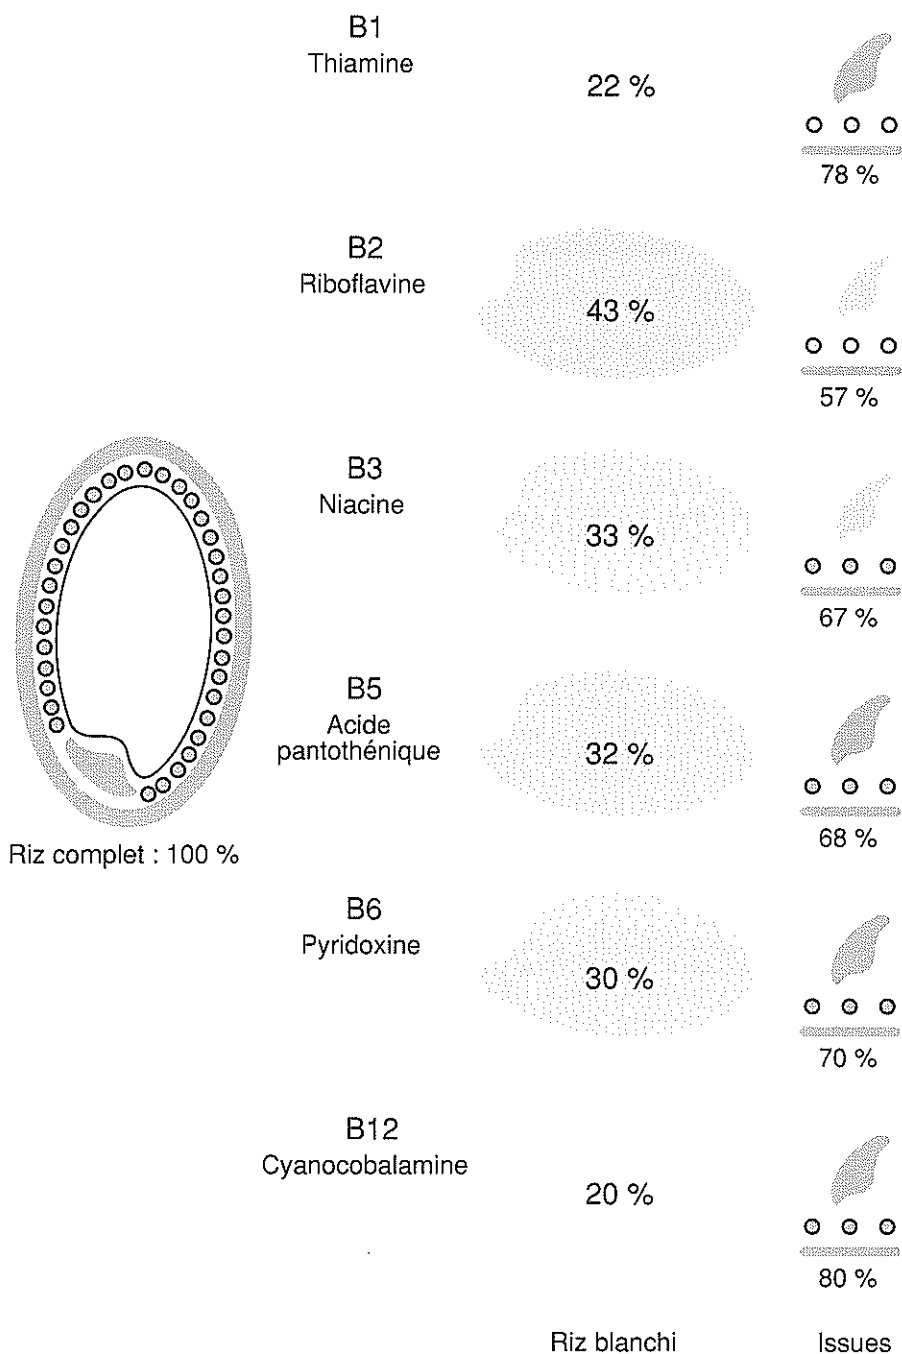 B1
Thiamine
22 %
78 %
B2
Riboflavine
43 %
57 %
B3
Niacine
33 %
67 %
B5
Acide
pantothénique
32 %
68 %
Riz complet : 100 %
B6
Pyridoxine
30 %
70 %
B12
Cyanocobalamine
20 %
80 %
Riz blanchi
Issues